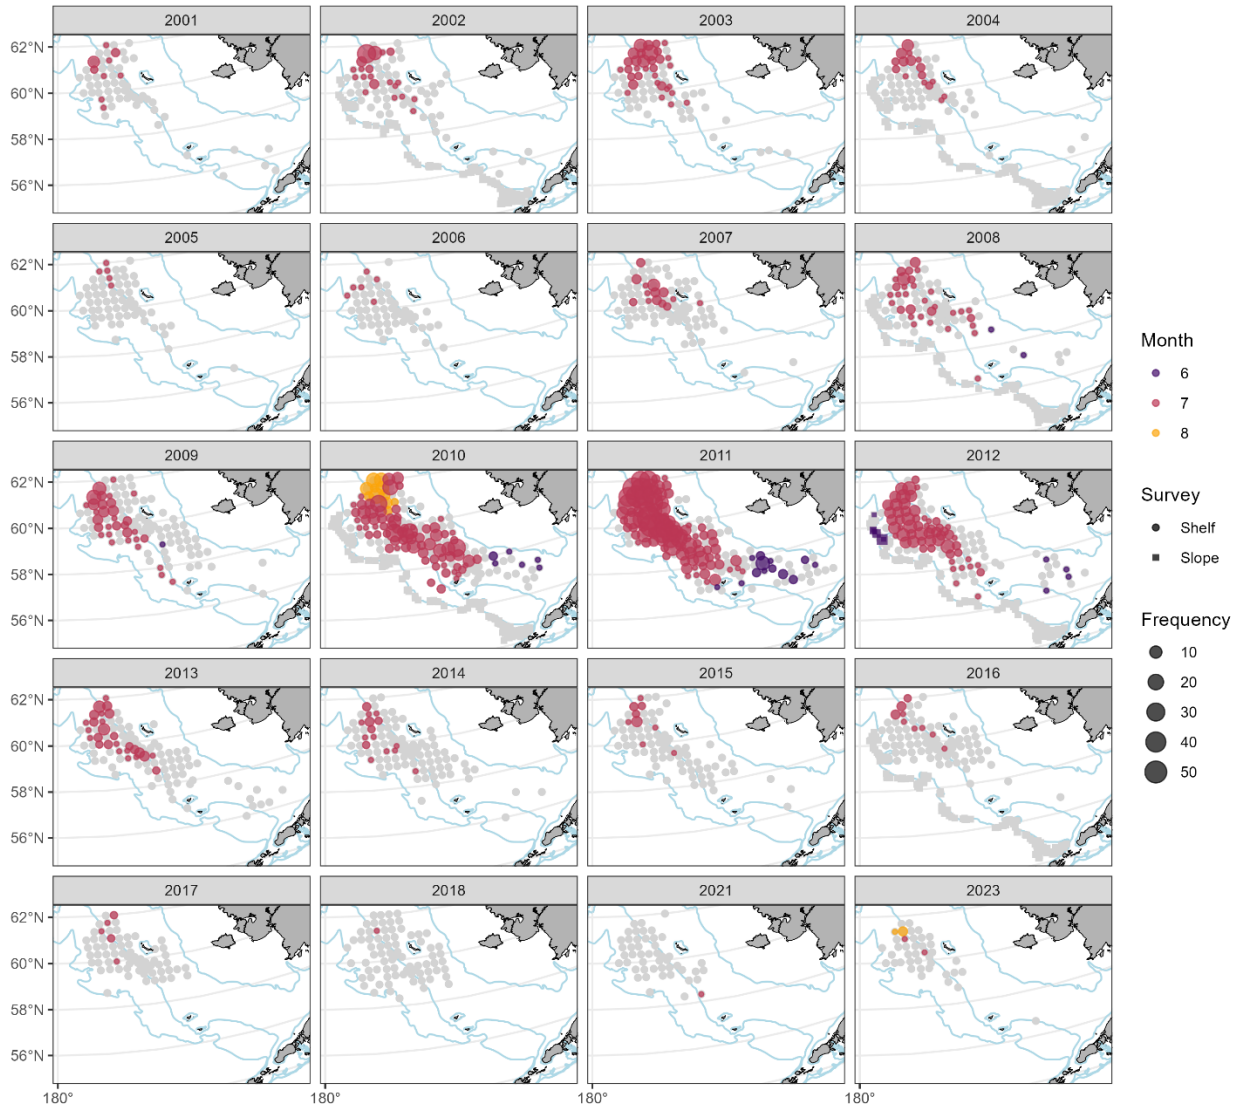 2001 2002 2003 2004
62°N
60°N
58°N
56°N
2005 2006 2007 2008
62°N
60°N
58°N
56°N
2009 2010 2011 2012
62°N
60°N
58°N
56°N
2013 2014 2015 2016
62°N
60°N
58°N
56°N
2017 2018 2021 2023
62°N
60°N
58°N
56°N
180° 180° 180° 180°
Month
6
7
8
Survey
Shelf
Slope
Frequency
10
20
30
40
50